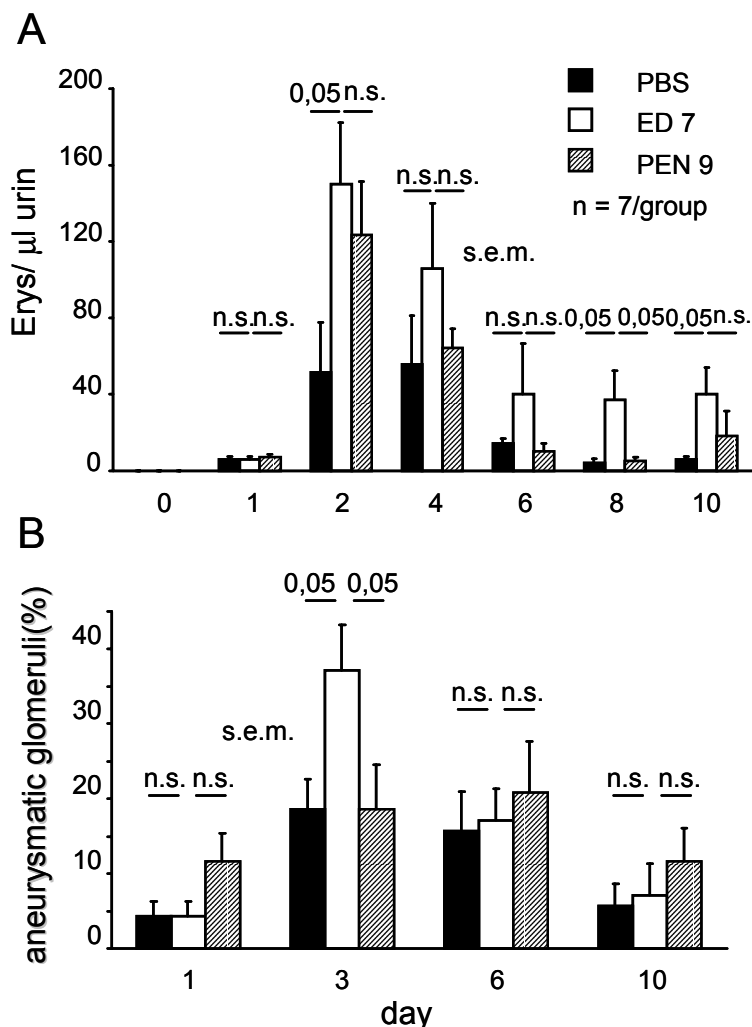 A
200
160
120
80
40
0
Erys/ μl urin
0,05 n.s.
PBS
ED 7
PEN 9
n = 7/group
n.s. n.s.
s.e.m.
n.s. n.s.
n.s. n.s. 0,05 0,05 0,05 n.s.
0 1 2 4 6 8 10
B
40
30
20
10
0
aneurysmatic glomeruli(%)
0,05 0,05
n.s. n.s.
s.e.m.
n.s. n.s.
n.s. n.s.
1 3 6 10
day